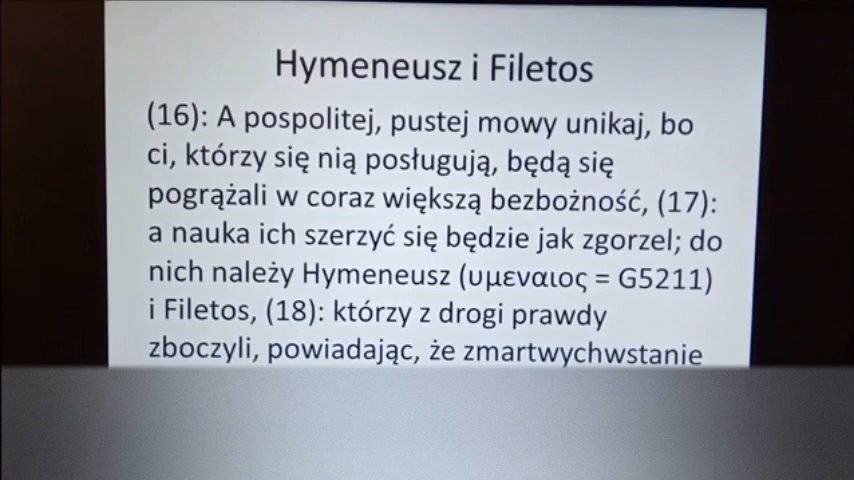 Hymeneusz i Filetos
(16): A pospolitej, pustej mowy unikaj, bo
ci, którzy się nią posługują, będą się
pogrążali w coraz większą bezbożność, (17):
a nauka ich szerzyć się będzie jak zgorzel; do
nich należy Hymeneusz (υμεναιος = G5211)
i Filetos, (18): którzy z drogi prawdy
zboczyli, powiadając, że zmartwychwstanie